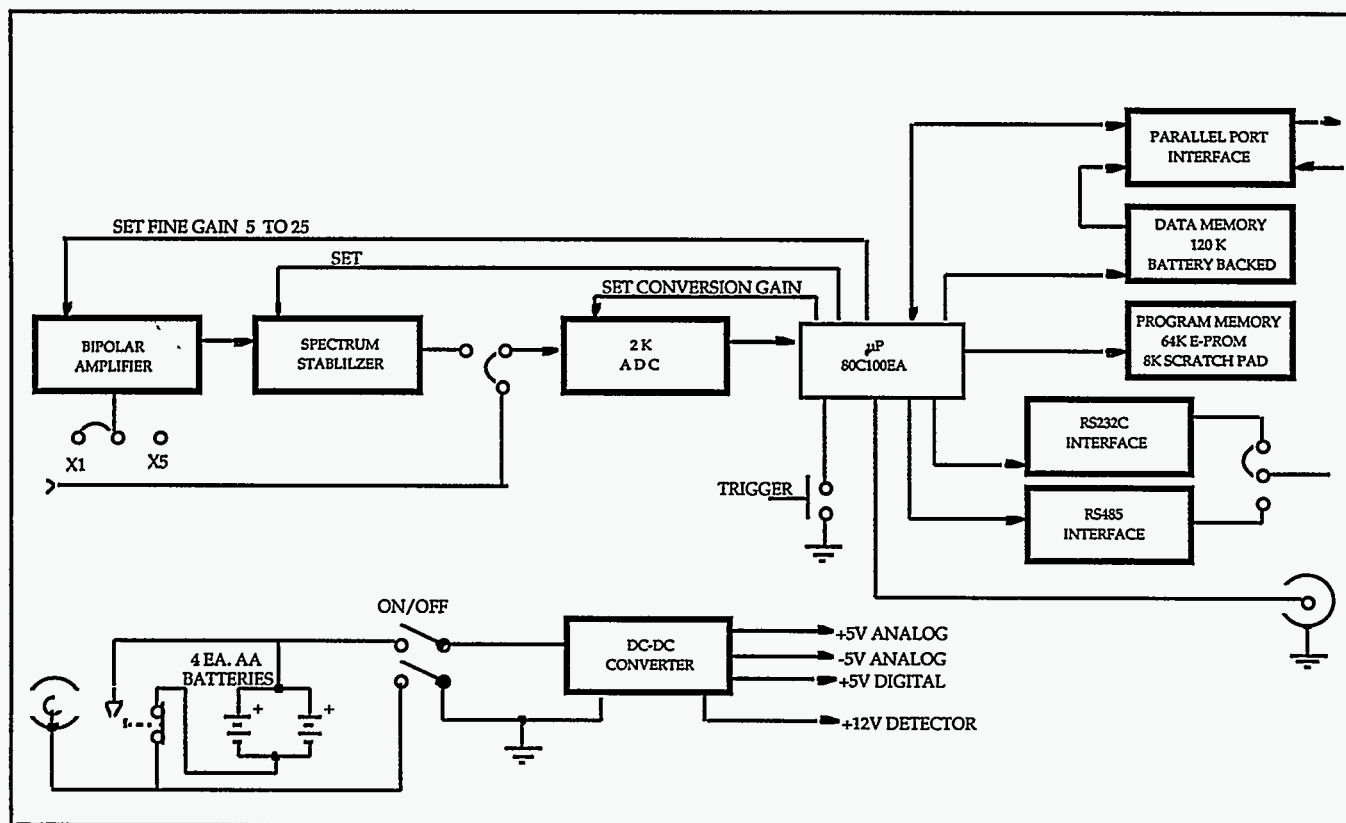 PARALLEL PORT
INTERFACE
SET FINE GAIN 5 TO 25
DATA MEMORY
120 K
BATTERY BACKED
SET
SET CONVERSION GAIN
BIPOLAR
AMPLIFIER
SPECTRUM
STABLILZER
2 K
A D C
µP
80C100EA
PROGRAM MEMORY
64K E-PROM
8K SCRATCH PAD
X1
X5
RS232C
INTERFACE
TRIGGER
RS485
INTERFACE
ON/OFF
4 EA. AA
BATTERIES
+
+
DC-DC
CONVERTER
+5V ANALOG
-5V ANALOG
+5V DIGITAL
+12V DETECTOR